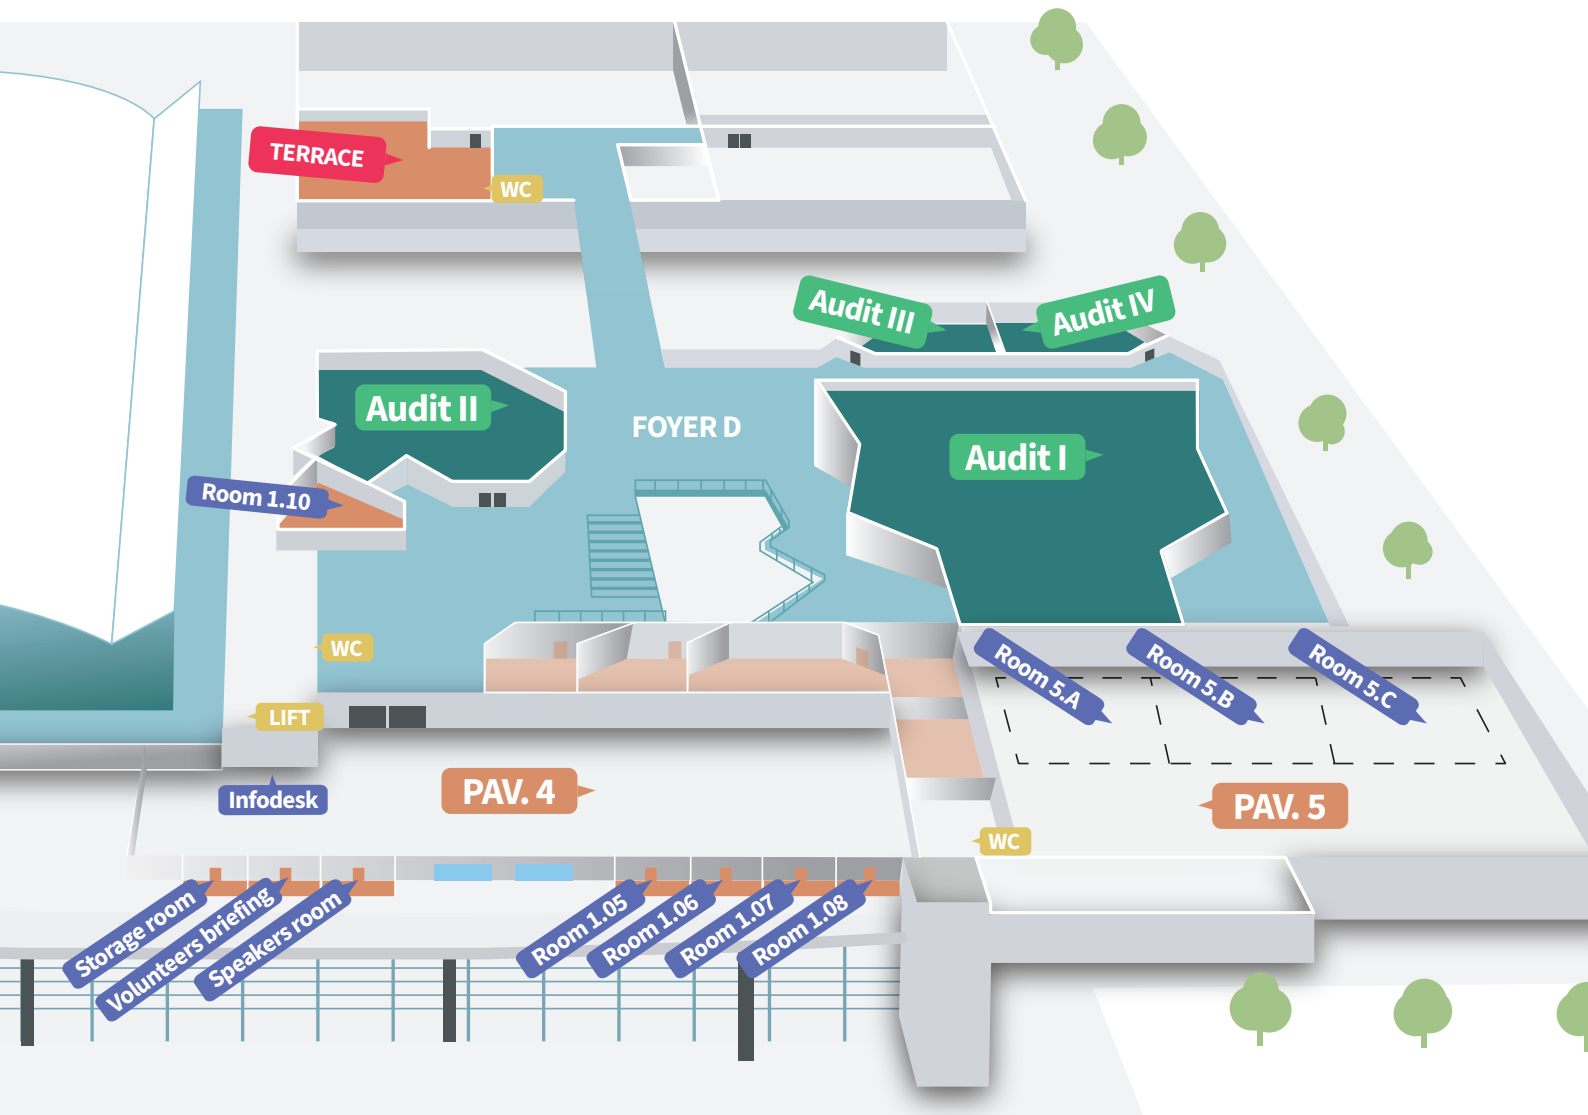 TERRACE
WC
Audit III
Audit IV
Audit II
FOYER D
Audit I
Room 1.10
WC
Room 5.A
Room 5.B
Room 5.C
LIFT
Infodesk
PAV. 4
PAV. 5
WC
Storage room
Volunteers briefing
Speakers room
Room 1.05
Room 1.06
Room 1.07
Room 1.08